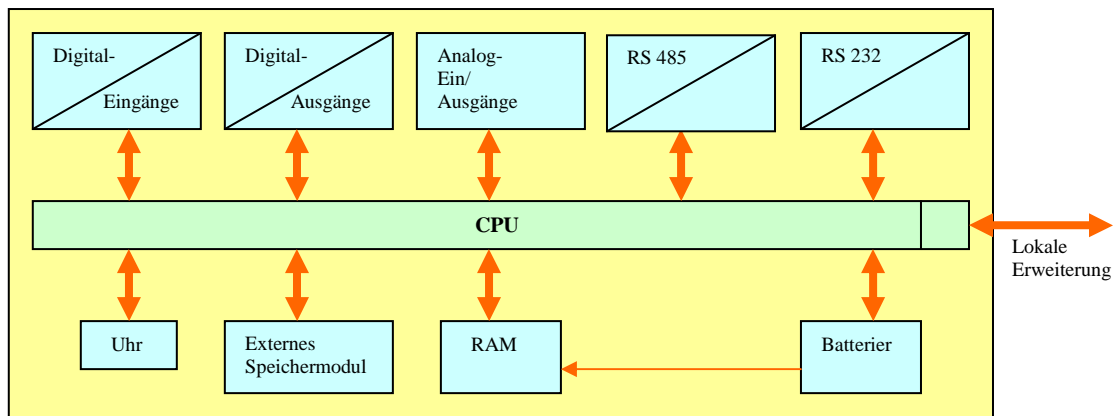 Digital-
Eingänge
Digital-
Ausgänge
Analog-
Ein/
Ausgänge
RS 485
RS 232
CPU
Lokale
Erweiterung
Uhr
Externes
Speichermodul
RAM
Batterier